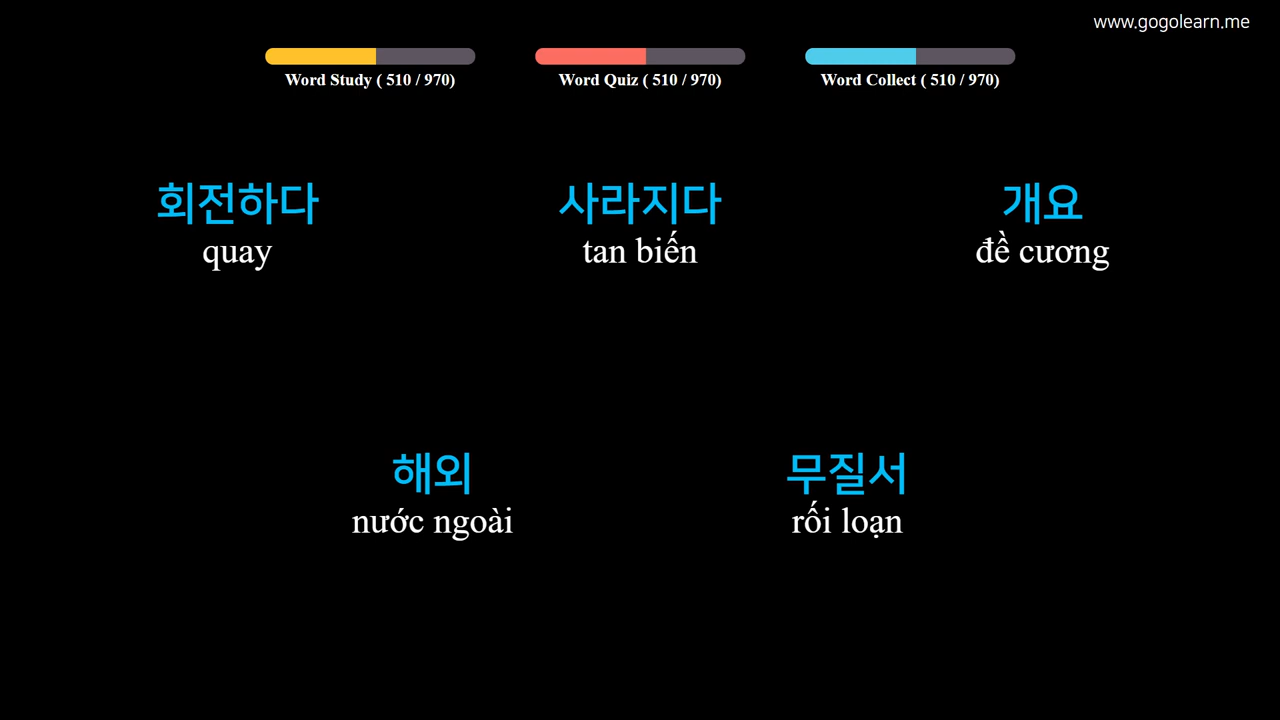 www.gogolearn.me
Word Study ( 510 / 970)
Word Quiz ( 510 / 970)
Word Collect ( 510 / 970)
회전하다
quay
사라지다
tan biến
개요
đề cương
해외
nước ngoài
무질서
rối loạn